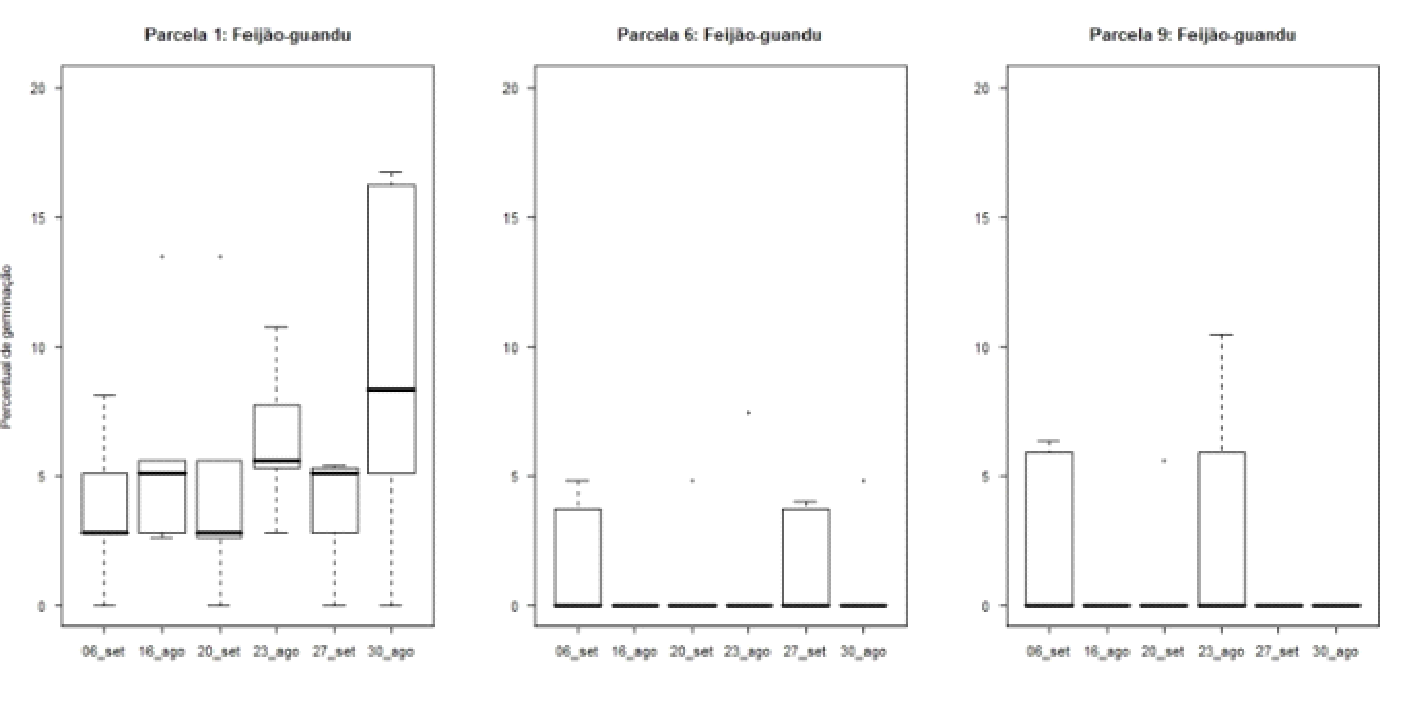 Parcela 1: Feijão-guandu
Parcela 6: Feijão-guandu
Parcela 9: Feijão-guandu
Percentual de germinação
20
15
10
5
0
06_set 16_ago 20_set 23_ago 27_set 30_ago
20
15
10
5
0
06_set 16_ago 20_set 23_ago 27_set 30_ago
20
15
10
5
0
06_set 16_ago 20_set 23_ago 27_set 30_ago